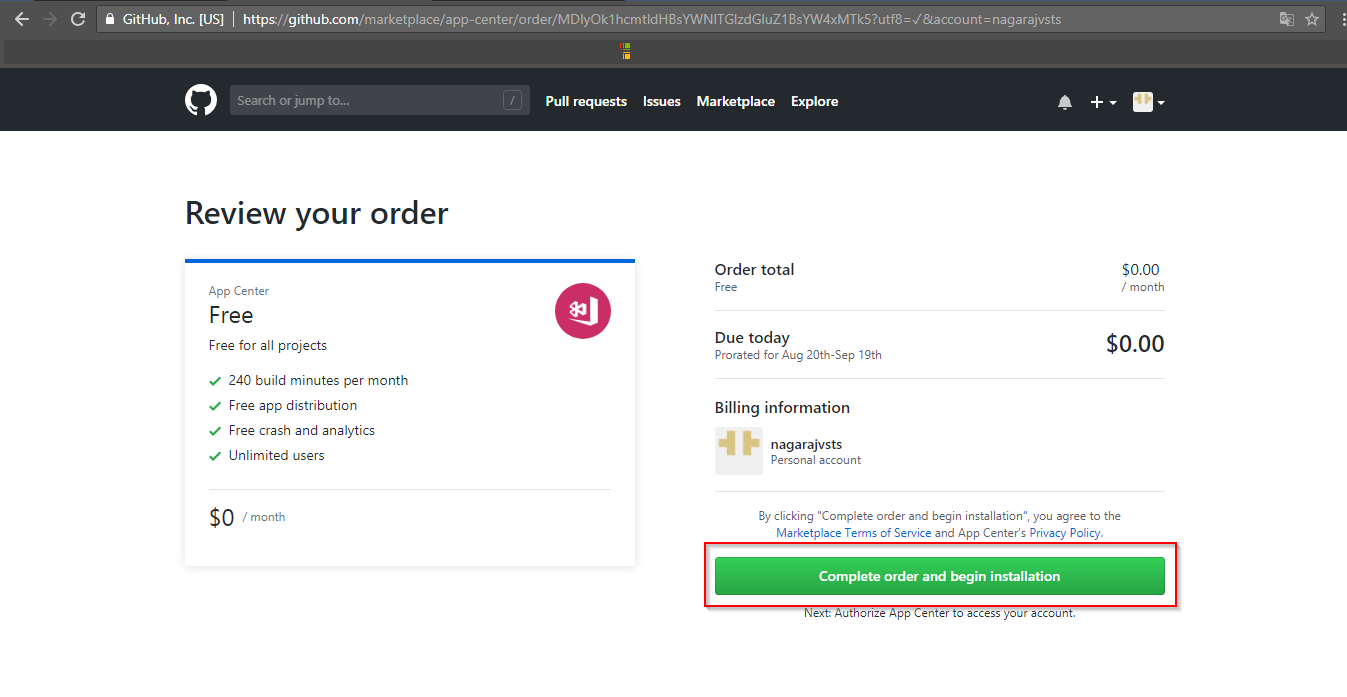 GitHub, Inc. [US] | https://github.com/marketplace/app-center/order/MDIyOk1hcmtldHBsYWNlTGlzdGluZ1BsYW4xMTk5?utf8=✓&account=nagarajvsts
Search or jump to... / Pull requests Issues Marketplace Explore
Review your order
App Center
Free
Free for all projects
✓ 240 build minutes per month
✓ Free app distribution
✓ Free crash and analytics
✓ Unlimited users
$0 / month
Order total $0.00
Free / month
Due today $0.00
Prorated for Aug 20th-Sep 19th
Billing information
nagarajvsts
Personal account
By clicking "Complete order and begin installation", you agree to the
Marketplace Terms of Service and App Center's Privacy Policy.
Complete order and begin installation
Next: Authorize App Center to access your account.